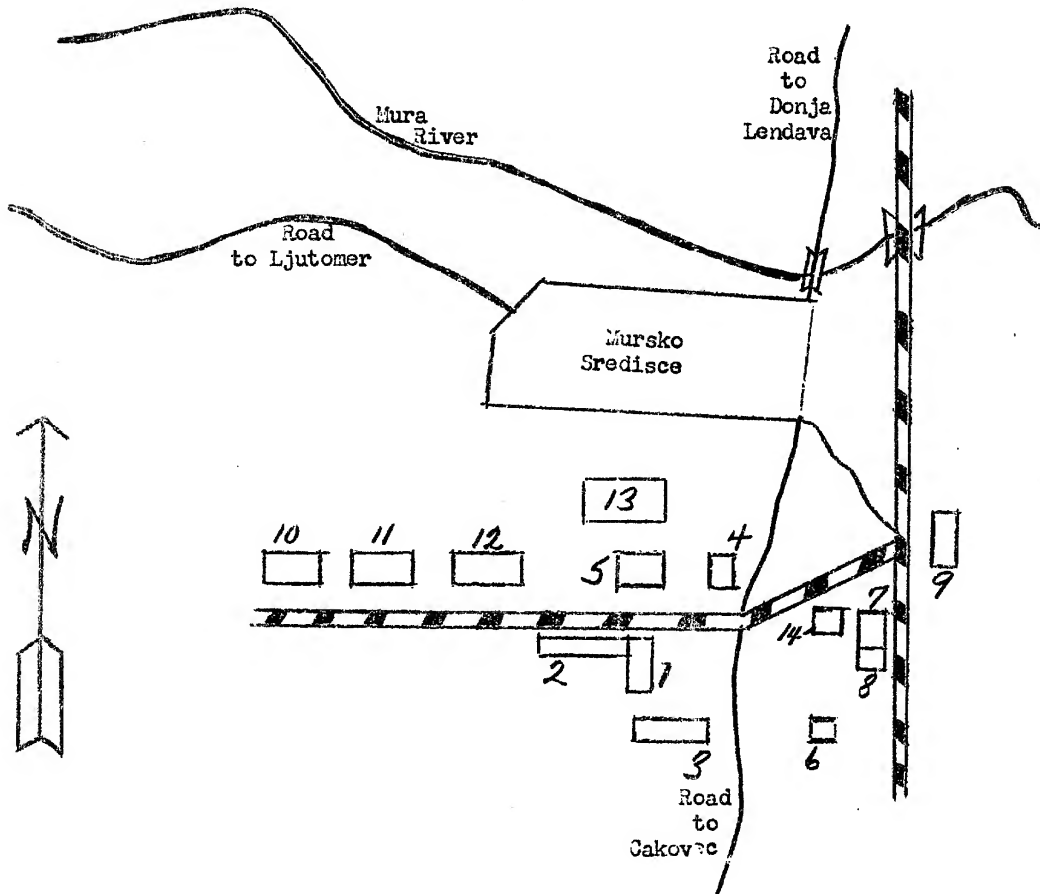 Road
to
Donja
Lendava
Mura
River
Road
to Ljutomer
Mursko
Sredisce
N
13
10
11
12
5
4
9
7
14
8
2
1
3
6
Road
to
Cakovec